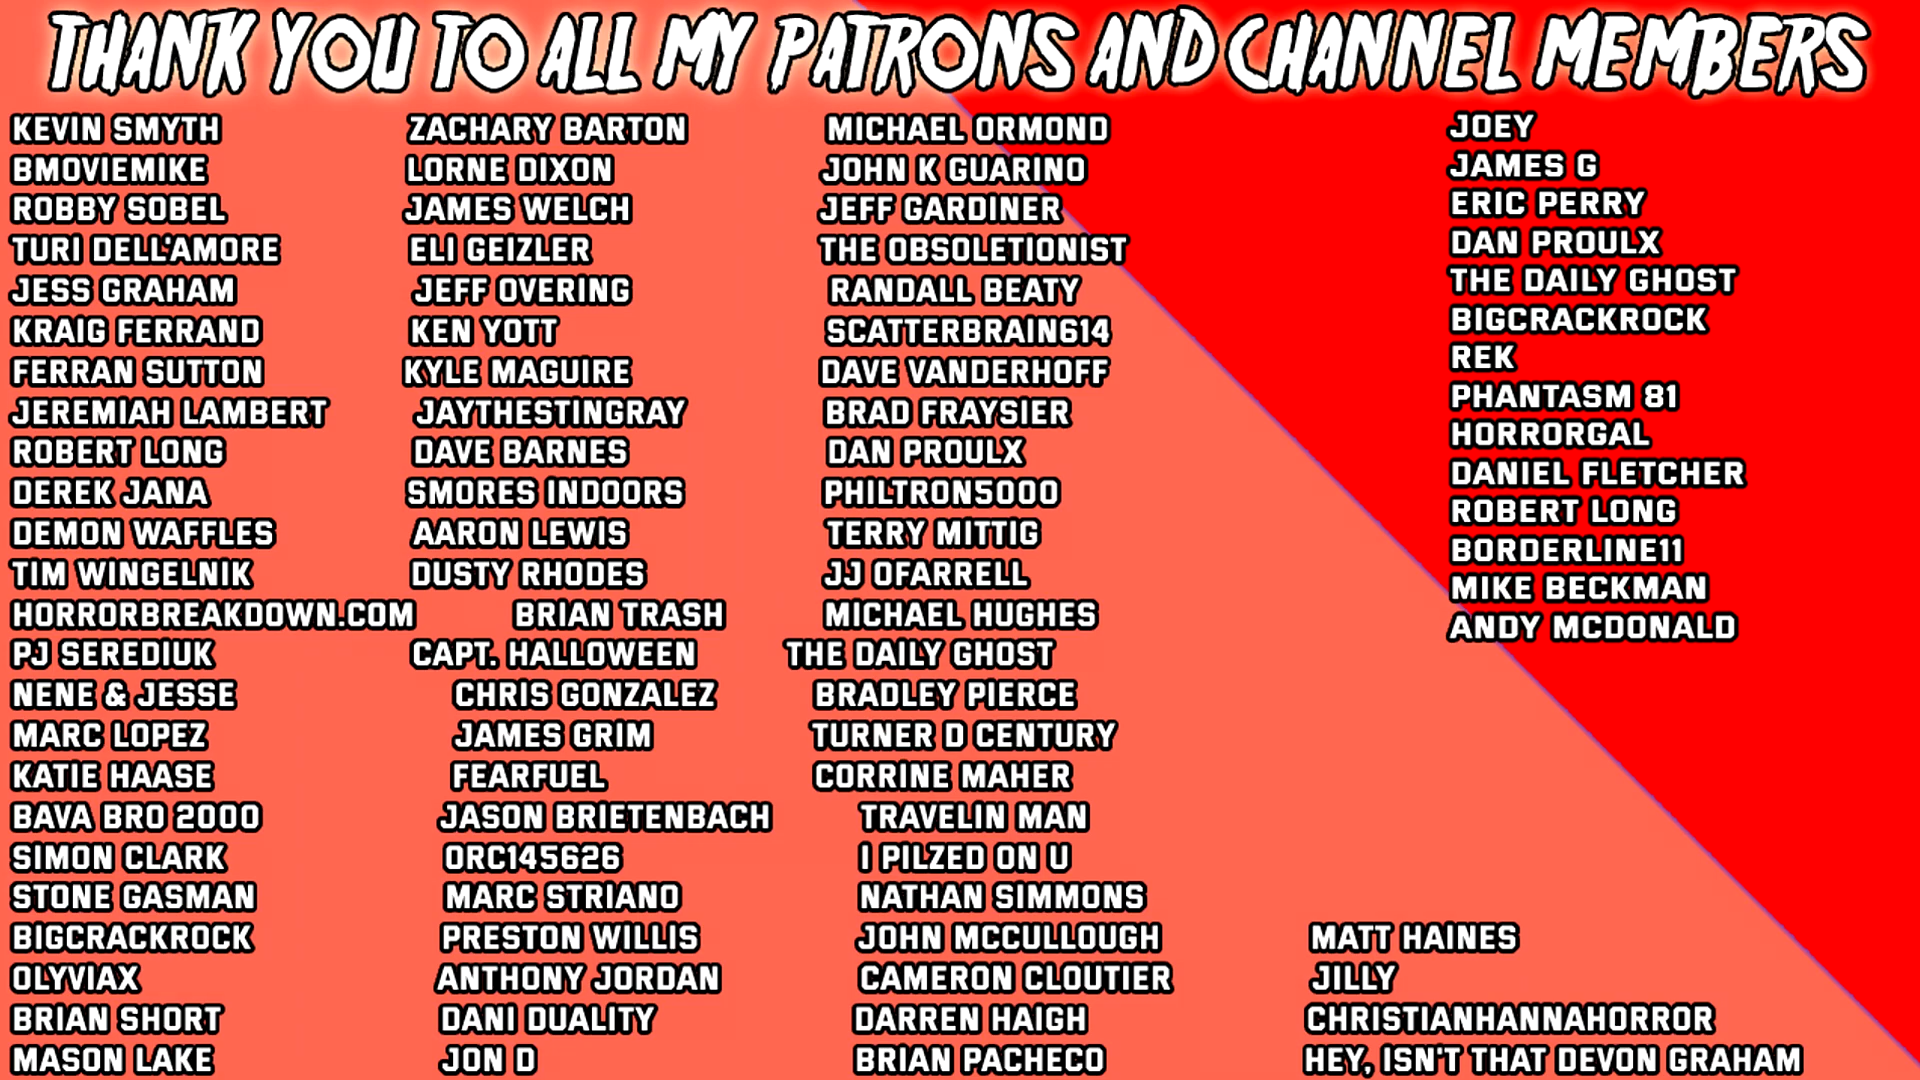 THANK YOU TO ALL MY PATRONS AND CHANNEL MEMBERS
KEVIN SMYTH
BMOVIEMIKE
ROBBY SOBEL
TURI DELL'AMORE
JESS GRAHAM
KRAIG FERRAND
FERRAN SUTTON
JEREMIAH LAMBERT
ROBERT LONG
DEREK JANA
DEMON WAFFLES
TIM WINGELNIK
HORRORBREAKDOWN.COM
PJ SEREDIUK
NENE & JESSE
MARC LOPEZ
KATIE HAASE
BAVA BRO 2000
SIMON CLARK
STONE GASMAN
BIGCRACKROCK
OLYVIAX
BRIAN SHORT
MASON LAKE
ZACHARY BARTON
LORNE DIXON
JAMES WELCH
ELI GEIZLER
JEFF OVERING
KEN YOTT
KYLE MAGUIRE
JAYTHESTINGRAY
DAVE BARNES
SMORES INDOORS
AARON LEWIS
DUSTY RHODES
BRIAN TRASH
CAPT. HALLOWEEN
CHRIS GONZALEZ
JAMES GRIM
FEARFUEL
JASON BRIETENBACH
ORC145626
MARC STRIANO
PRESTON WILLIS
ANTHONY JORDAN
DANI DUALITY
JON D
MICHAEL ORMOND
JOHN K GUARINO
JEFF GARDINER
THE OBSOLETIONIST
RANDALL BEATY
SCATTERBRAIN614
DAVE VANDERHOFF
BRAD FRAYSIER
DAN PROULX
PHILTRON5000
TERRY MITTIG
JJ OFARRELL
MICHAEL HUGHES
THE DAILY GHOST
BRADLEY PIERCE
TURNER D CENTURY
CORRINE MAHER
TRAVELIN MAN
I PILZED ON U
NATHAN SIMMONS
JOHN MCCULLOUGH
CAMERON CLOUTIER
DARREN HAIGH
BRIAN PACHECO
JOEY
JAMES G
ERIC PERRY
DAN PROULX
THE DAILY GHOST
BIGCRACKROCK
REK
PHANTASM 81
HORRORGAL
DANIEL FLETCHER
ROBERT LONG
BORDERLINE11
MIKE BECKMAN
ANDY MCDONALD
MATT HAINES
JILLY
CHRISTIANHANNAHORROR
HEY, ISN'T THAT DEVON GRAHAM